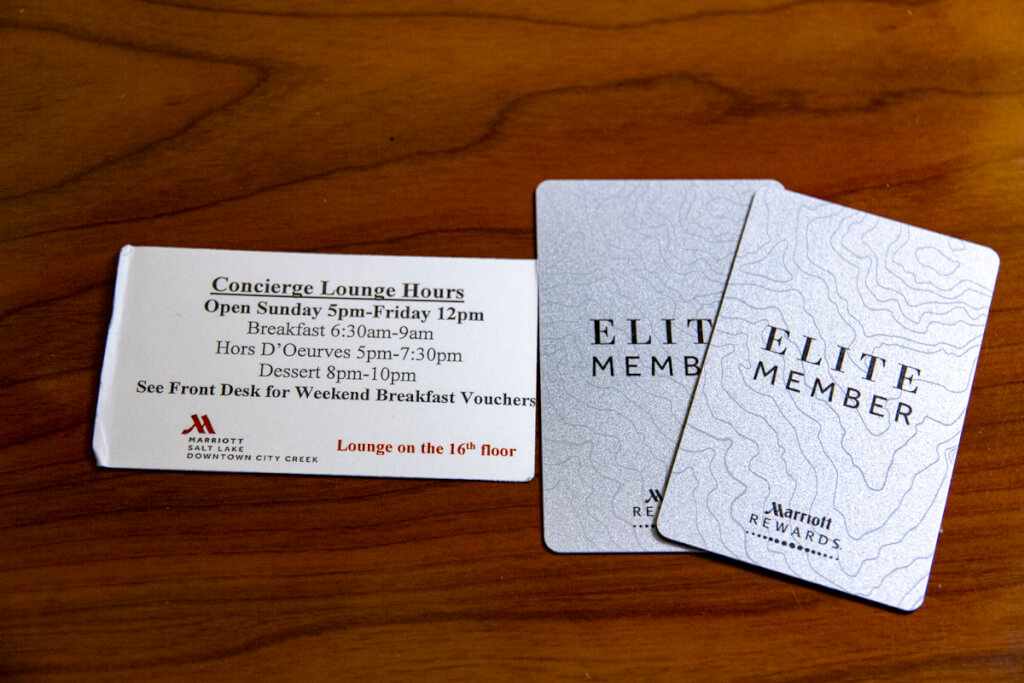 Concierge Lounge Hours
Open Sunday 5pm-Friday 12pm
Breakfast 6:30am-9am
Hors D'Oeurves 5pm-7:30pm
Dessert 8pm-10pm
See Front Desk for Weekend Breakfast Vouchers
MARRIOTT
SALT LAKE
DOWNTOWN CITY CREEK
Lounge on the 16th floor
ELIT
MEMB
RE
ELITE
MEMBER
Marriott
REWARDS